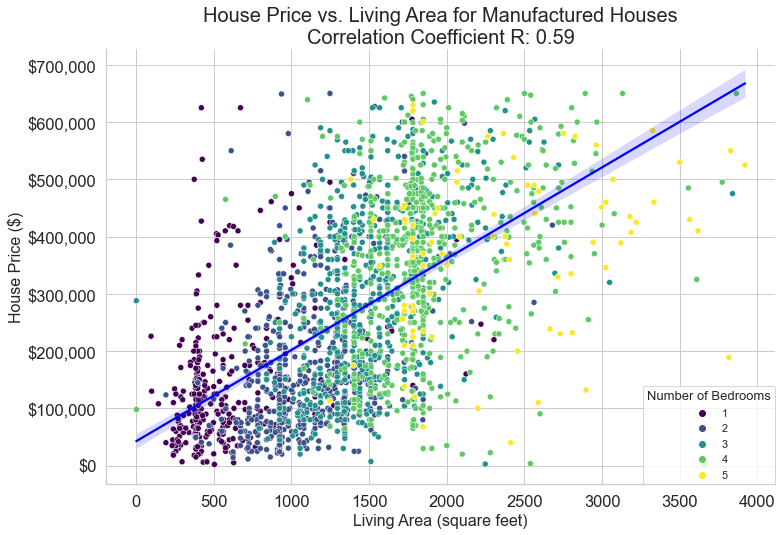 House Price vs. Living Area for Manufactured Houses
Correlation Coefficient R: 0.59
$700,000
$600,000
$500,000
$400,000
$300,000
$200,000
$100,000
$0
House Price ($)
Number of Bedrooms
1
2
3
4
5
0 500 1000 1500 2000 2500 3000 3500 4000
Living Area (square feet)